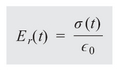 E_r(t) = σ(t) / ϵ_0